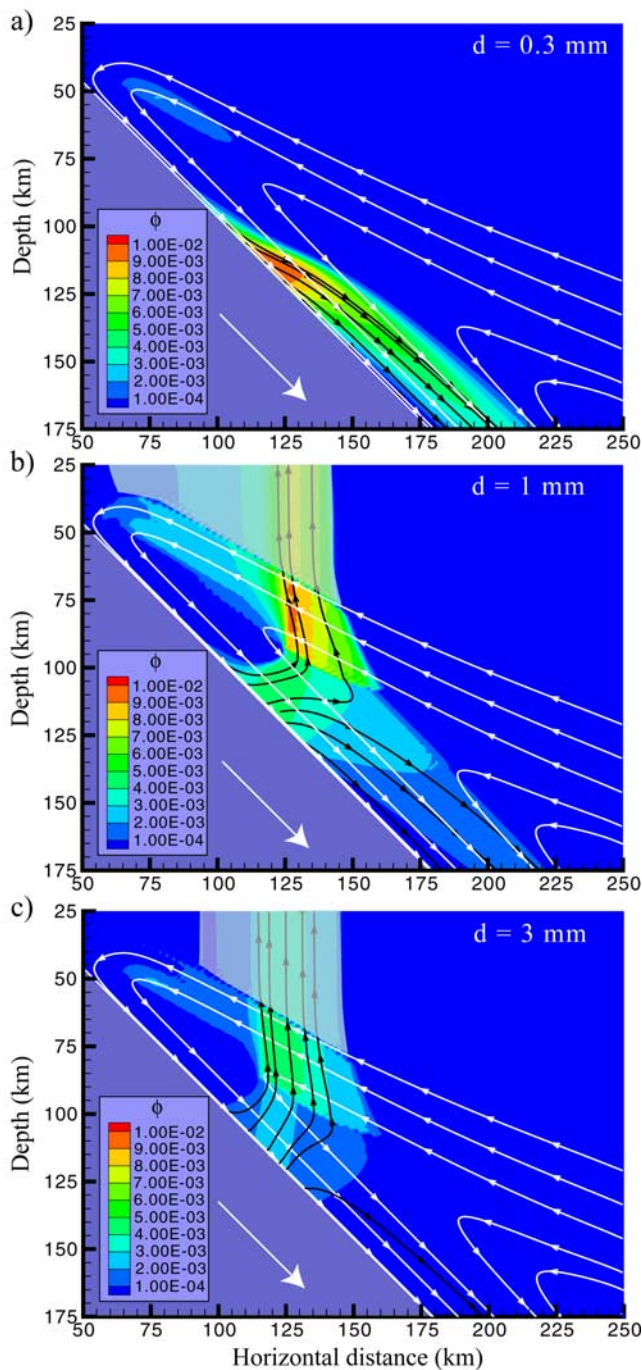 a)
d = 0.3 mm
25
50
75
100
125
150
175
Depth (km)
ϕ
1.00E-02
9.00E-03
8.00E-03
7.00E-03
6.00E-03
5.00E-03
4.00E-03
3.00E-03
2.00E-03
1.00E-04
50 75 100 125 150 175 200 225 250
b)
d = 1 mm
25
50
75
100
125
150
175
Depth (km)
ϕ
1.00E-02
9.00E-03
8.00E-03
7.00E-03
6.00E-03
5.00E-03
4.00E-03
3.00E-03
2.00E-03
1.00E-04
50 75 100 125 150 175 200 225 250
c)
d = 3 mm
25
50
75
100
125
150
175
Depth (km)
ϕ
1.00E-02
9.00E-03
8.00E-03
7.00E-03
6.00E-03
5.00E-03
4.00E-03
3.00E-03
2.00E-03
1.00E-04
50 75 100 125 150 175 200 225 250
Horizontal distance (km)